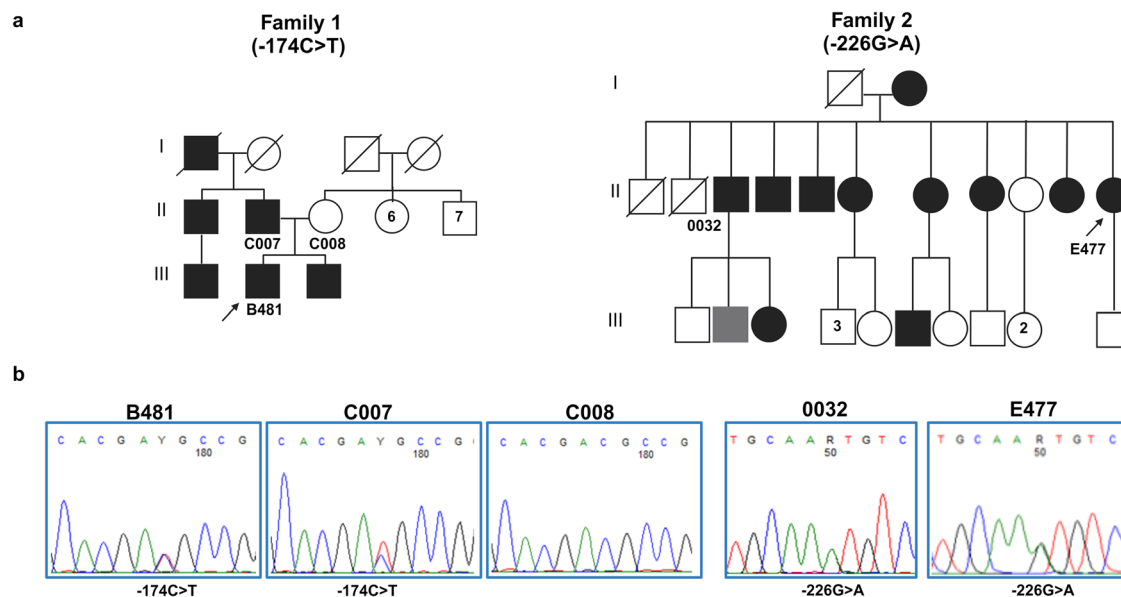 a
Family 1
(-174C>T)
Family 2
(-226G>A)
I
I
II
6
7
C007
C008
II
0032
E477
III
B481
III
3
2
b
B481
C007
C008
0032
E477
C A C G A Y G C C G
180
C A C G A Y G C C G
180
C A C G A C G C C G
180
T G C A A R T G T C
50
T G C A A R T G T C
50
-174C>T
-174C>T
-226G>A
-226G>A